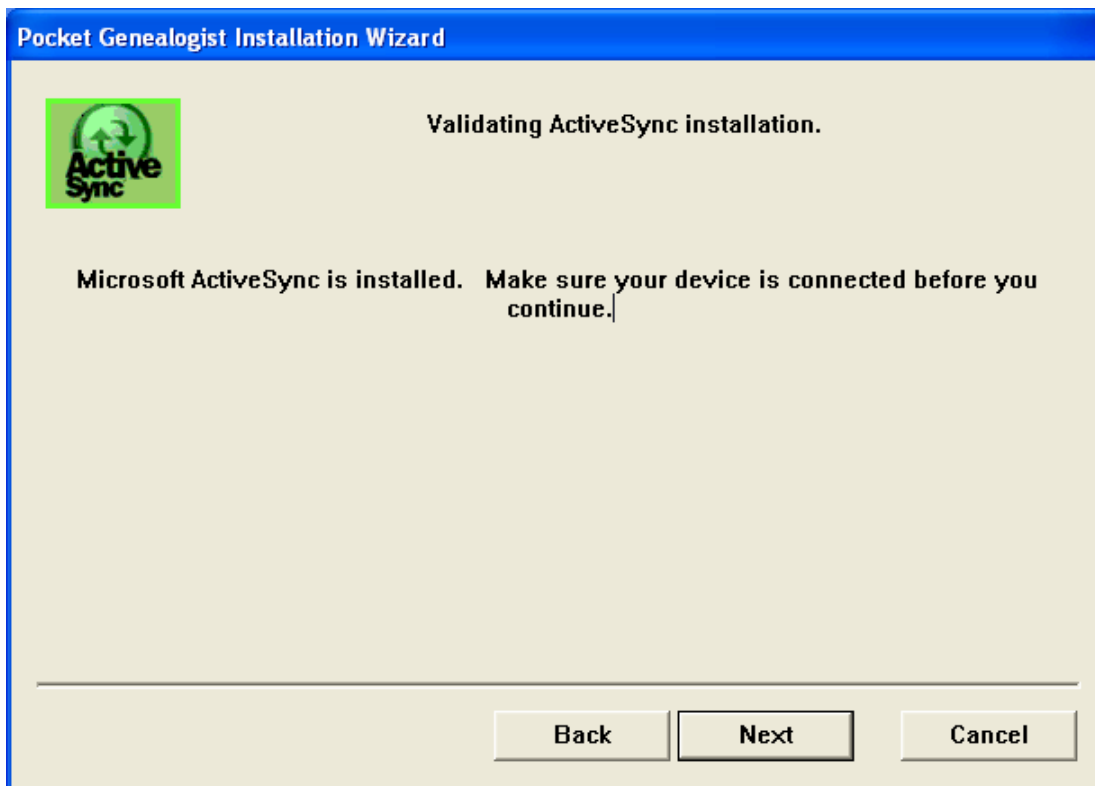 Pocket Genealogist Installation Wizard
Validating ActiveSync installation.
Active
Sync
Microsoft ActiveSync is installed. Make sure your device is connected before you
continue.
Back
Next
Cancel